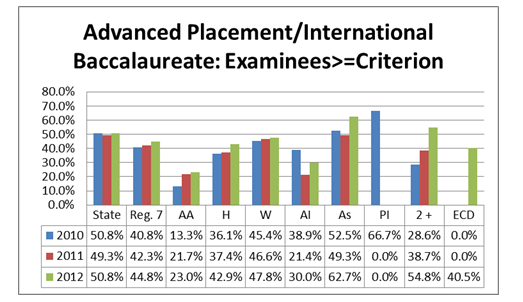 Advanced Placement/International
Baccalaureate: Examinees>=Criterion
80.0%
70.0%
60.0%
50.0%
40.0%
30.0%
20.0%
10.0%
0.0%
State Reg. 7 AA H W AI As PI 2 + ECD
2010 50.8% 40.8% 13.3% 36.1% 45.4% 38.9% 52.5% 66.7% 28.6% 0.0%
2011 49.3% 42.3% 21.7% 37.4% 46.6% 21.4% 49.3% 0.0% 38.7% 0.0%
2012 50.8% 44.8% 23.0% 42.9% 47.8% 30.0% 62.7% 0.0% 54.8% 40.5%